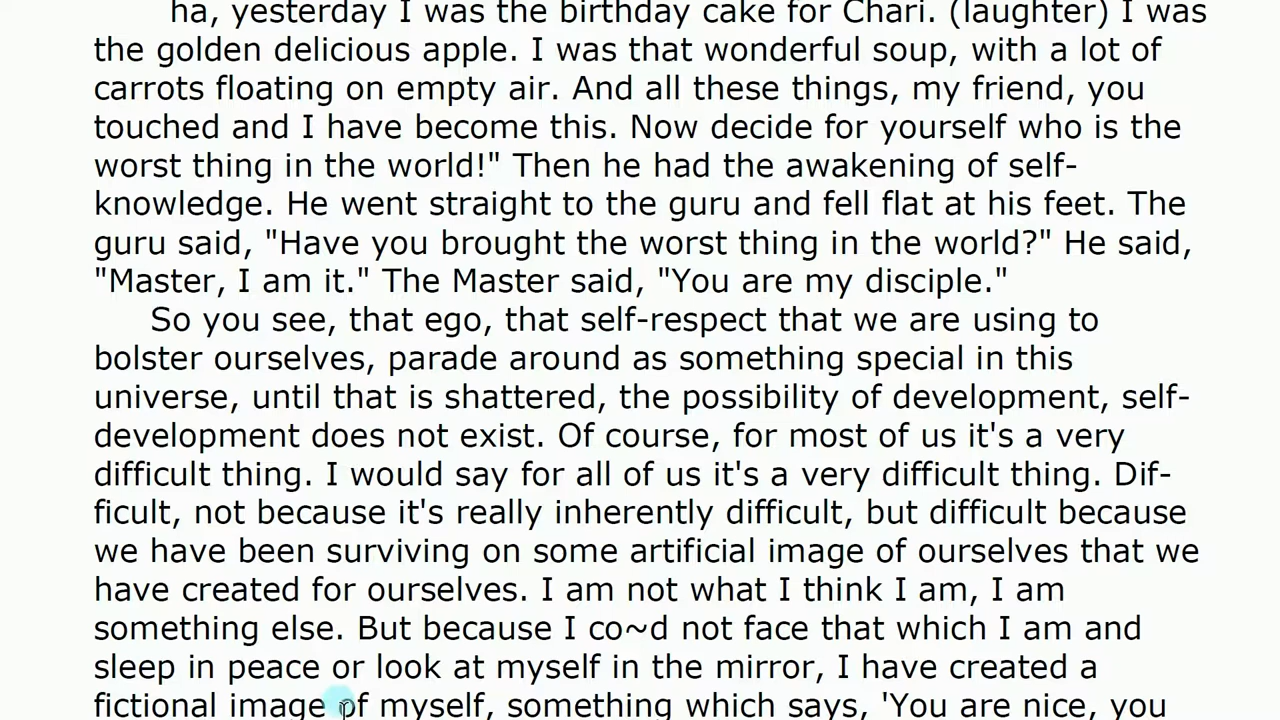 ha, yesterday I was the birthday cake for Chari. (laughter) I was
the golden delicious apple. I was that wonderful soup, with a lot of
carrots floating on empty air. And all these things, my friend, you
touched and I have become this. Now decide for yourself who is the
worst thing in the world!" Then he had the awakening of self-
knowledge. He went straight to the guru and fell flat at his feet. The
guru said, "Have you brought the worst thing in the world?" He said,
"Master, I am it." The Master said, "You are my disciple."
So you see, that ego, that self-respect that we are using to
bolster ourselves, parade around as something special in this
universe, until that is shattered, the possibility of development, self-
development does not exist. Of course, for most of us it's a very
difficult thing. I would say for all of us it's a very difficult thing. Dif-
ficult, not because it's really inherently difficult, but difficult because
we have been surviving on some artificial image of ourselves that we
have created for ourselves. I am not what I think I am, I am
something else. But because I co~d not face that which I am and
sleep in peace or look at myself in the mirror, I have created a
fictional image of myself, something which says, 'You are nice, you